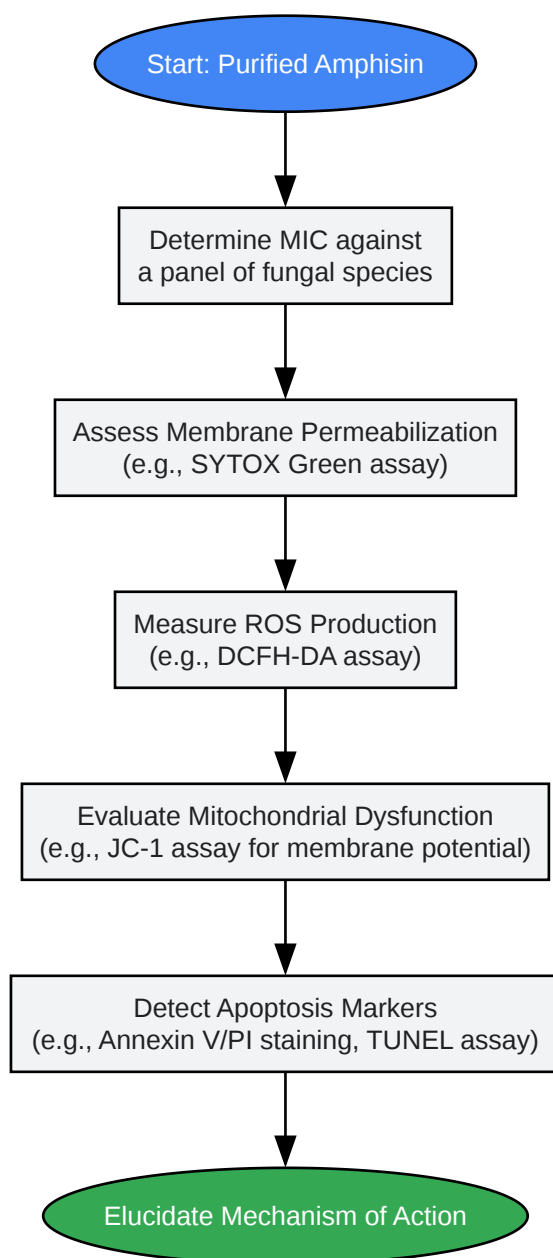 Start: Purified Amphisin
Determine MIC against
a panel of fungal species
Assess Membrane Permeabilization
(e.g., SYTOX Green assay)
Measure ROS Production
(e.g., DCFH-DA assay)
Evaluate Mitochondrial Dysfunction
(e.g., JC-1 assay for membrane potential)
Detect Apoptosis Markers
(e.g., Annexin V/PI staining, TUNEL assay)
Elucidate Mechanism of Action